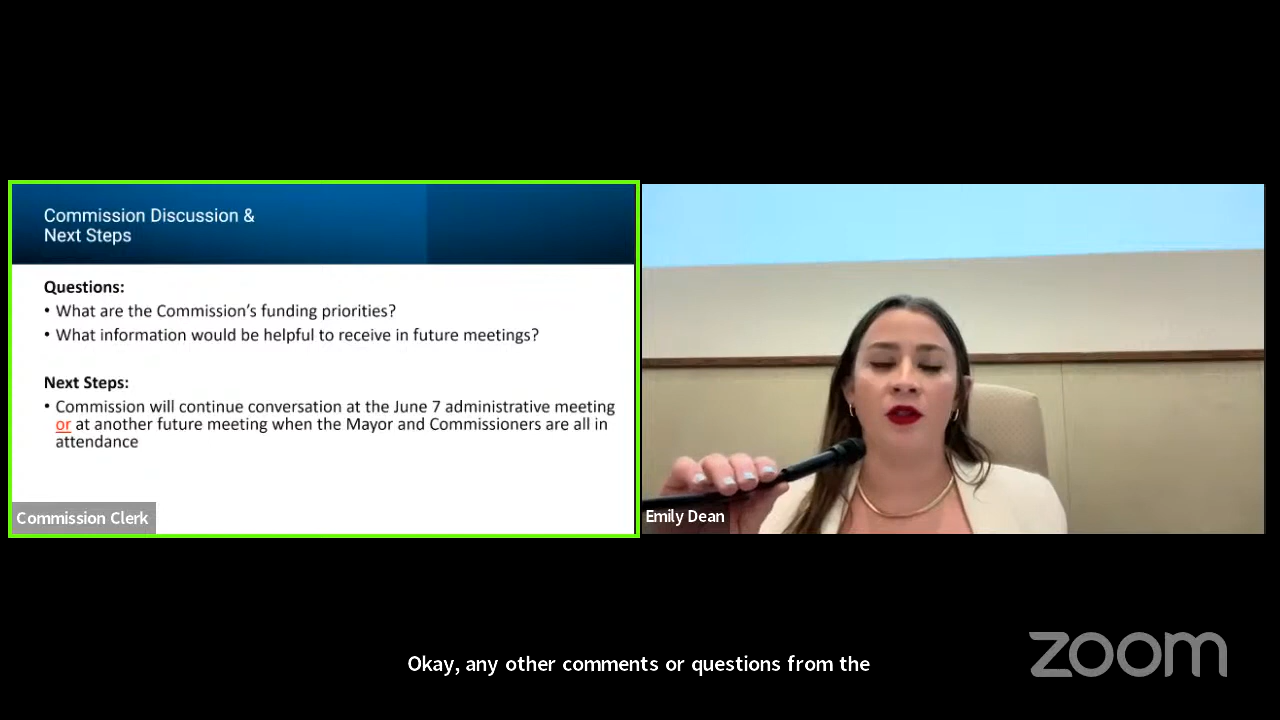 Commission Discussion &
Next Steps
Questions:
• What are the Commission's funding priorities?
• What information would be helpful to receive in future meetings?
Next Steps:
• Commission will continue conversation at the June 7 administrative meeting
or at another future meeting when the Mayor and Commissioners are all in
attendance
Commission Clerk
Emily Dean
Okay, any other comments or questions from the
zoom